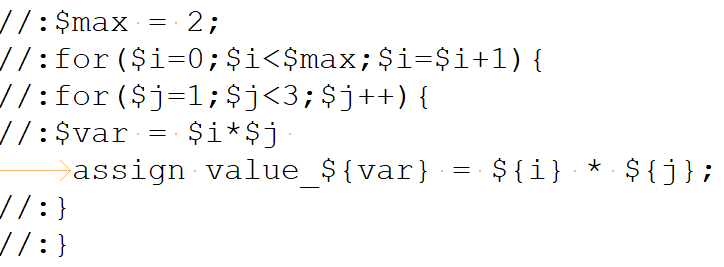 //:$max = 2;
//:for($i=0;$i<$max;$i=$i+1){
//:for($j=1;$j<3;$j++){
//:$var = $i*$j
	assign value_${var} = ${i} * ${j};
//:}
//:}